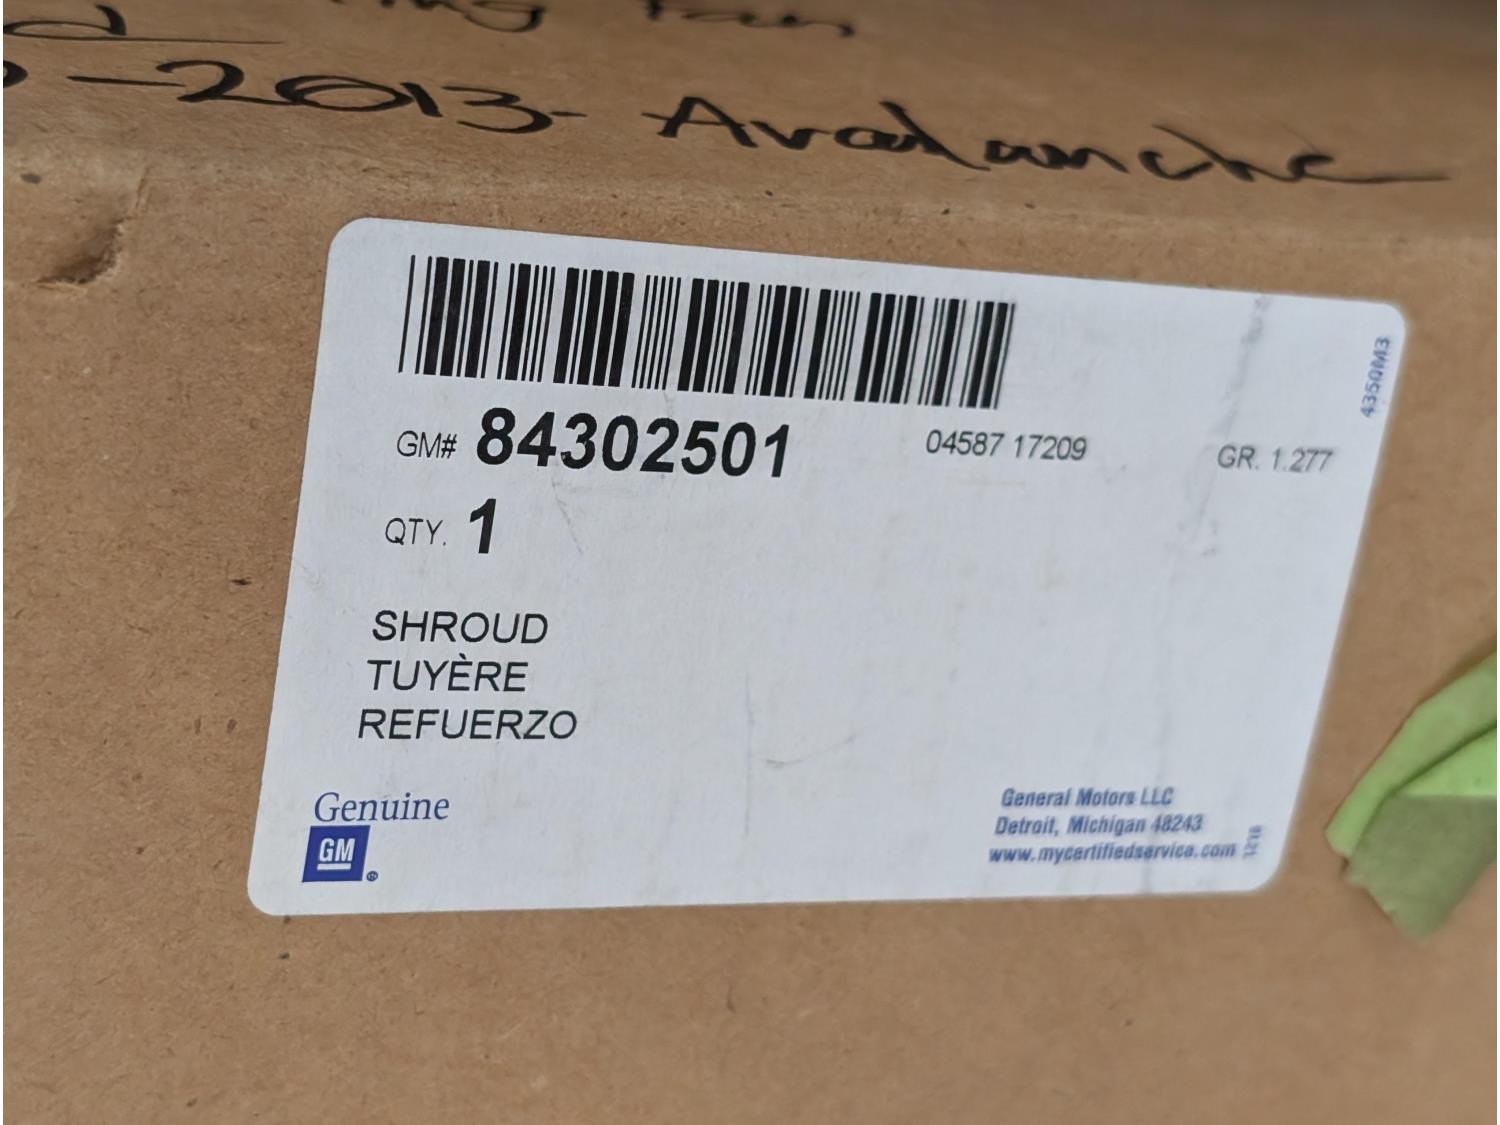 Fan
-2013- Avalanche
4350M3
GM# 84302501 04587 17209 GR. 1.277
QTY. 1
SHROUD
TUYÈRE
REFUERZO
Genuine
GM
General Motors LLC
Detroit, Michigan 48243
www.mycertifiedservice.com